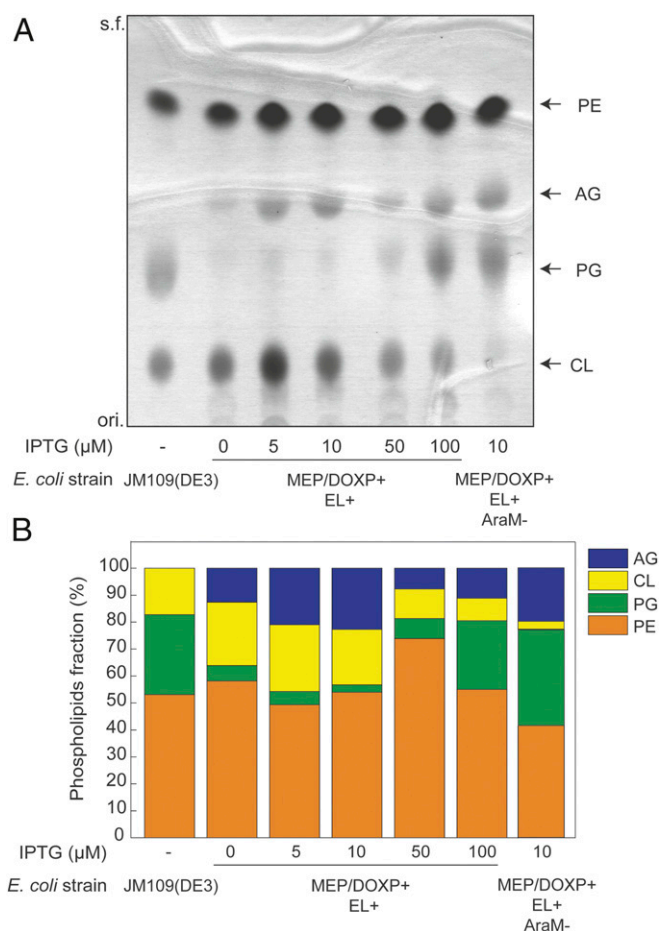 A
s.f.
PE
AG
PG
CL
ori.
IPTG (μM) - 0 5 10 50 100 10
E. coli strain JM109(DE3) MEP/DOXP+ MEP/DOXP+
EL+ EL+
AraM-
B
100
90
80
70
60
50
40
30
20
10
0
Phospholipids fraction (%)
AG
CL
PG
PE
IPTG (μM) - 0 5 10 50 100 10
E. coli strain JM109(DE3) MEP/DOXP+ MEP/DOXP+
EL+ EL+
AraM-